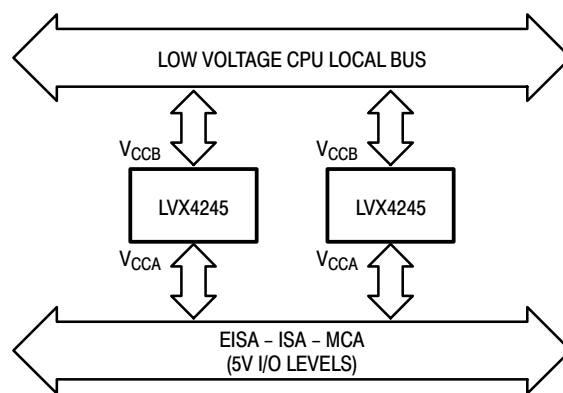 LOW VOLTAGE CPU LOCAL BUS
VCCB
VCCB
LVX4245
LVX4245
VCCA
VCCA
EISA – ISA – MCA
(5V I/O LEVELS)